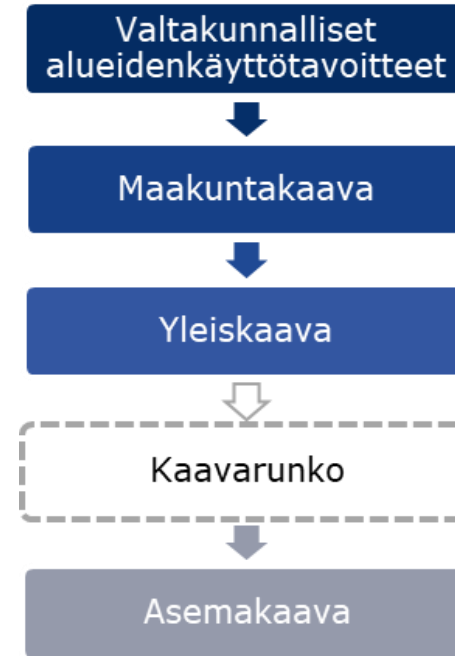 Valtakunnalliset
alueidenkäyttötavoitteet
Maakuntakaava
Yleiskaava
Kaavarunko
Asemakaava